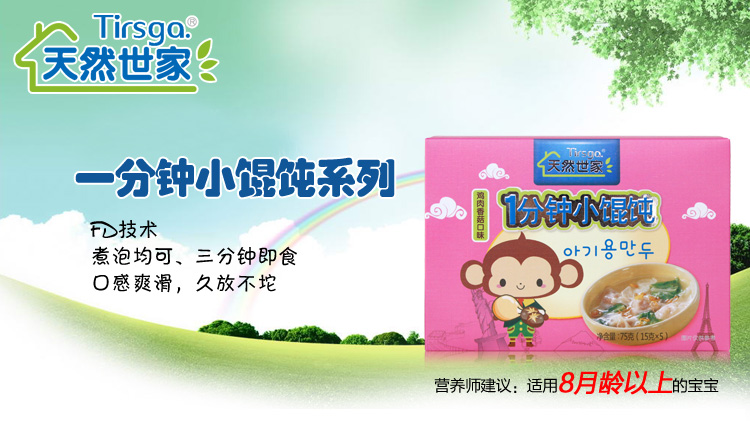 Tirsga.®
天然世家
一分钟小馄饨系列
FD技术
煮泡均可、三分钟即食
口感爽滑，久放不坨
Tirsga.
天然世家
鸡肉香菇口味
1分钟小馄饨
아기용만두
净含量:75克(15克×5)
营养师建议：适用8月龄以上的宝宝